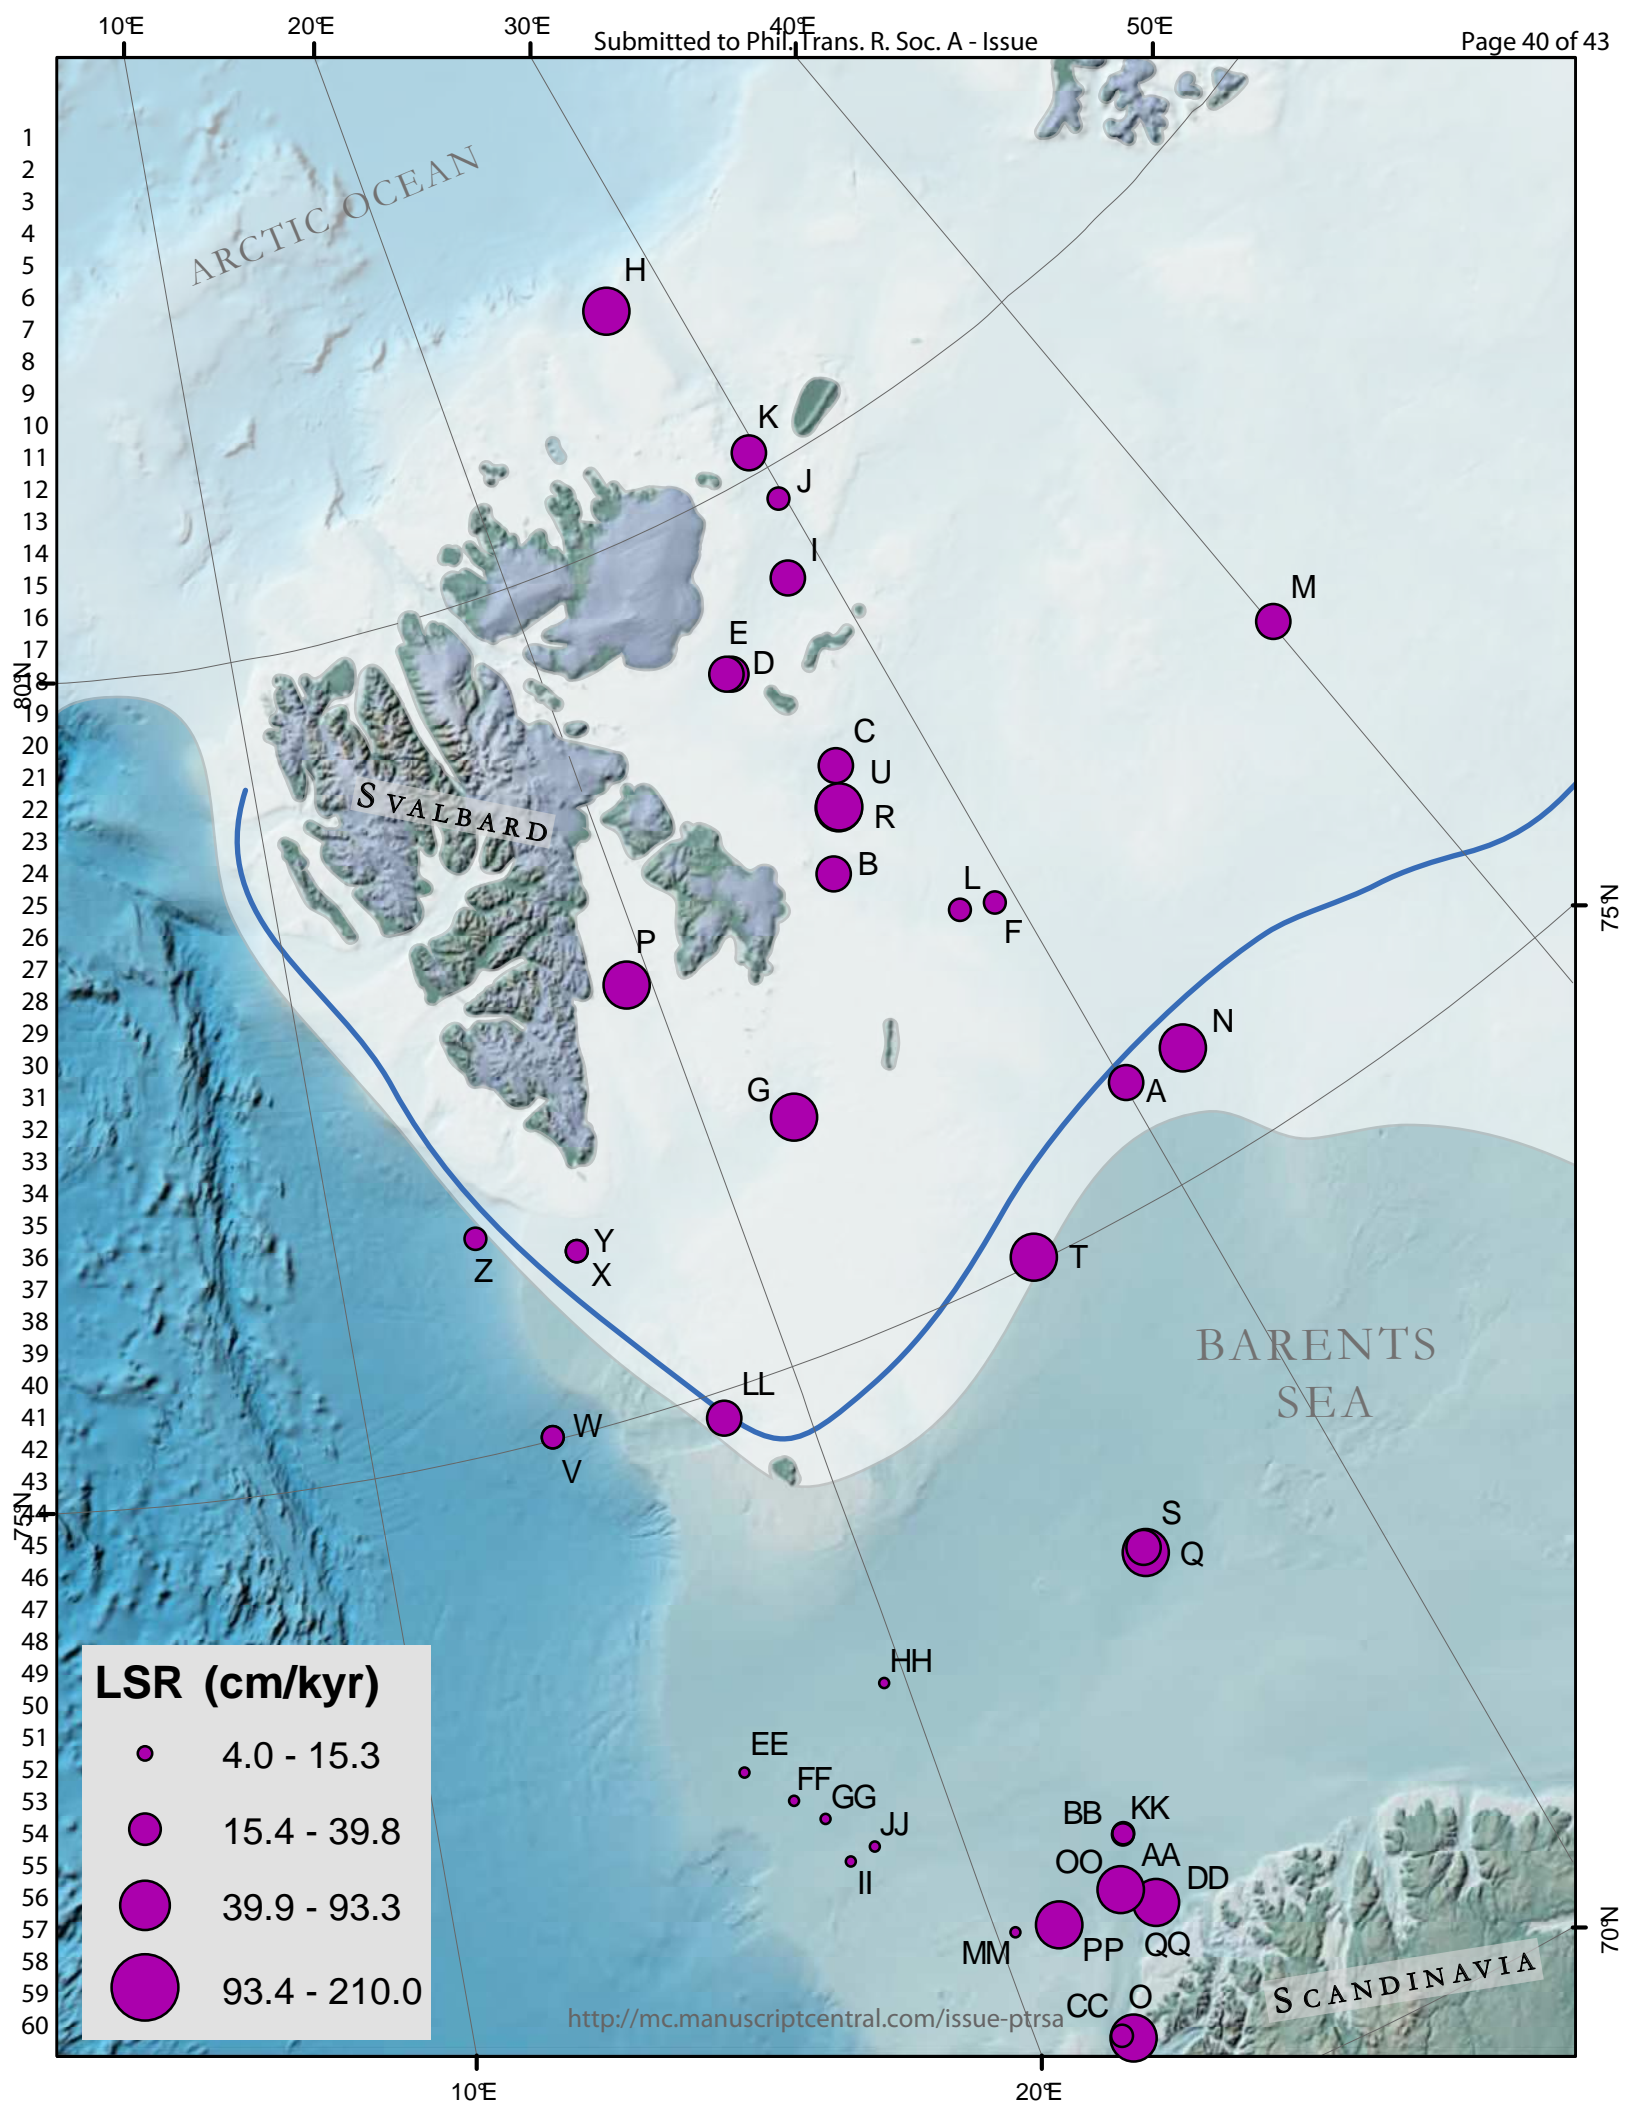 10°E 20°E 30°E 40°E 50°E
Submitted to Phil. Trans. R. Soc. A - Issue
Page 40 of 43
1
2
3
4
5
6
7
8
9
10
11
12
13
14
15
16
17
18
19
20
21
22
23
24
25
26
27
28
29
30
31
32
33
34
35
36
37
38
39
40
41
42
43
44
45
46
47
48
49
50
51
52
53
54
55
56
57
58
59
60
80°N
75°N
75°N
70°N
ARCTIC OCEAN
H
K
J
I
M
E
D
C
U
R
B
SVALBARD
L
F
P
N
A
G
Y
X
Z
T
BARENTS
SEA
LL
W
V
S
Q
HH
EE
FF
GG
JJ
II
BB
KK
OO
AA
DD
MM
PP
QQ
CC
O
SCANDINAVIA
LSR (cm/kyr)
4.0 - 15.3
15.4 - 39.8
39.9 - 93.3
93.4 - 210.0
http://mc.manuscriptcentral.com/issue-ptrsa
10°E 20°E